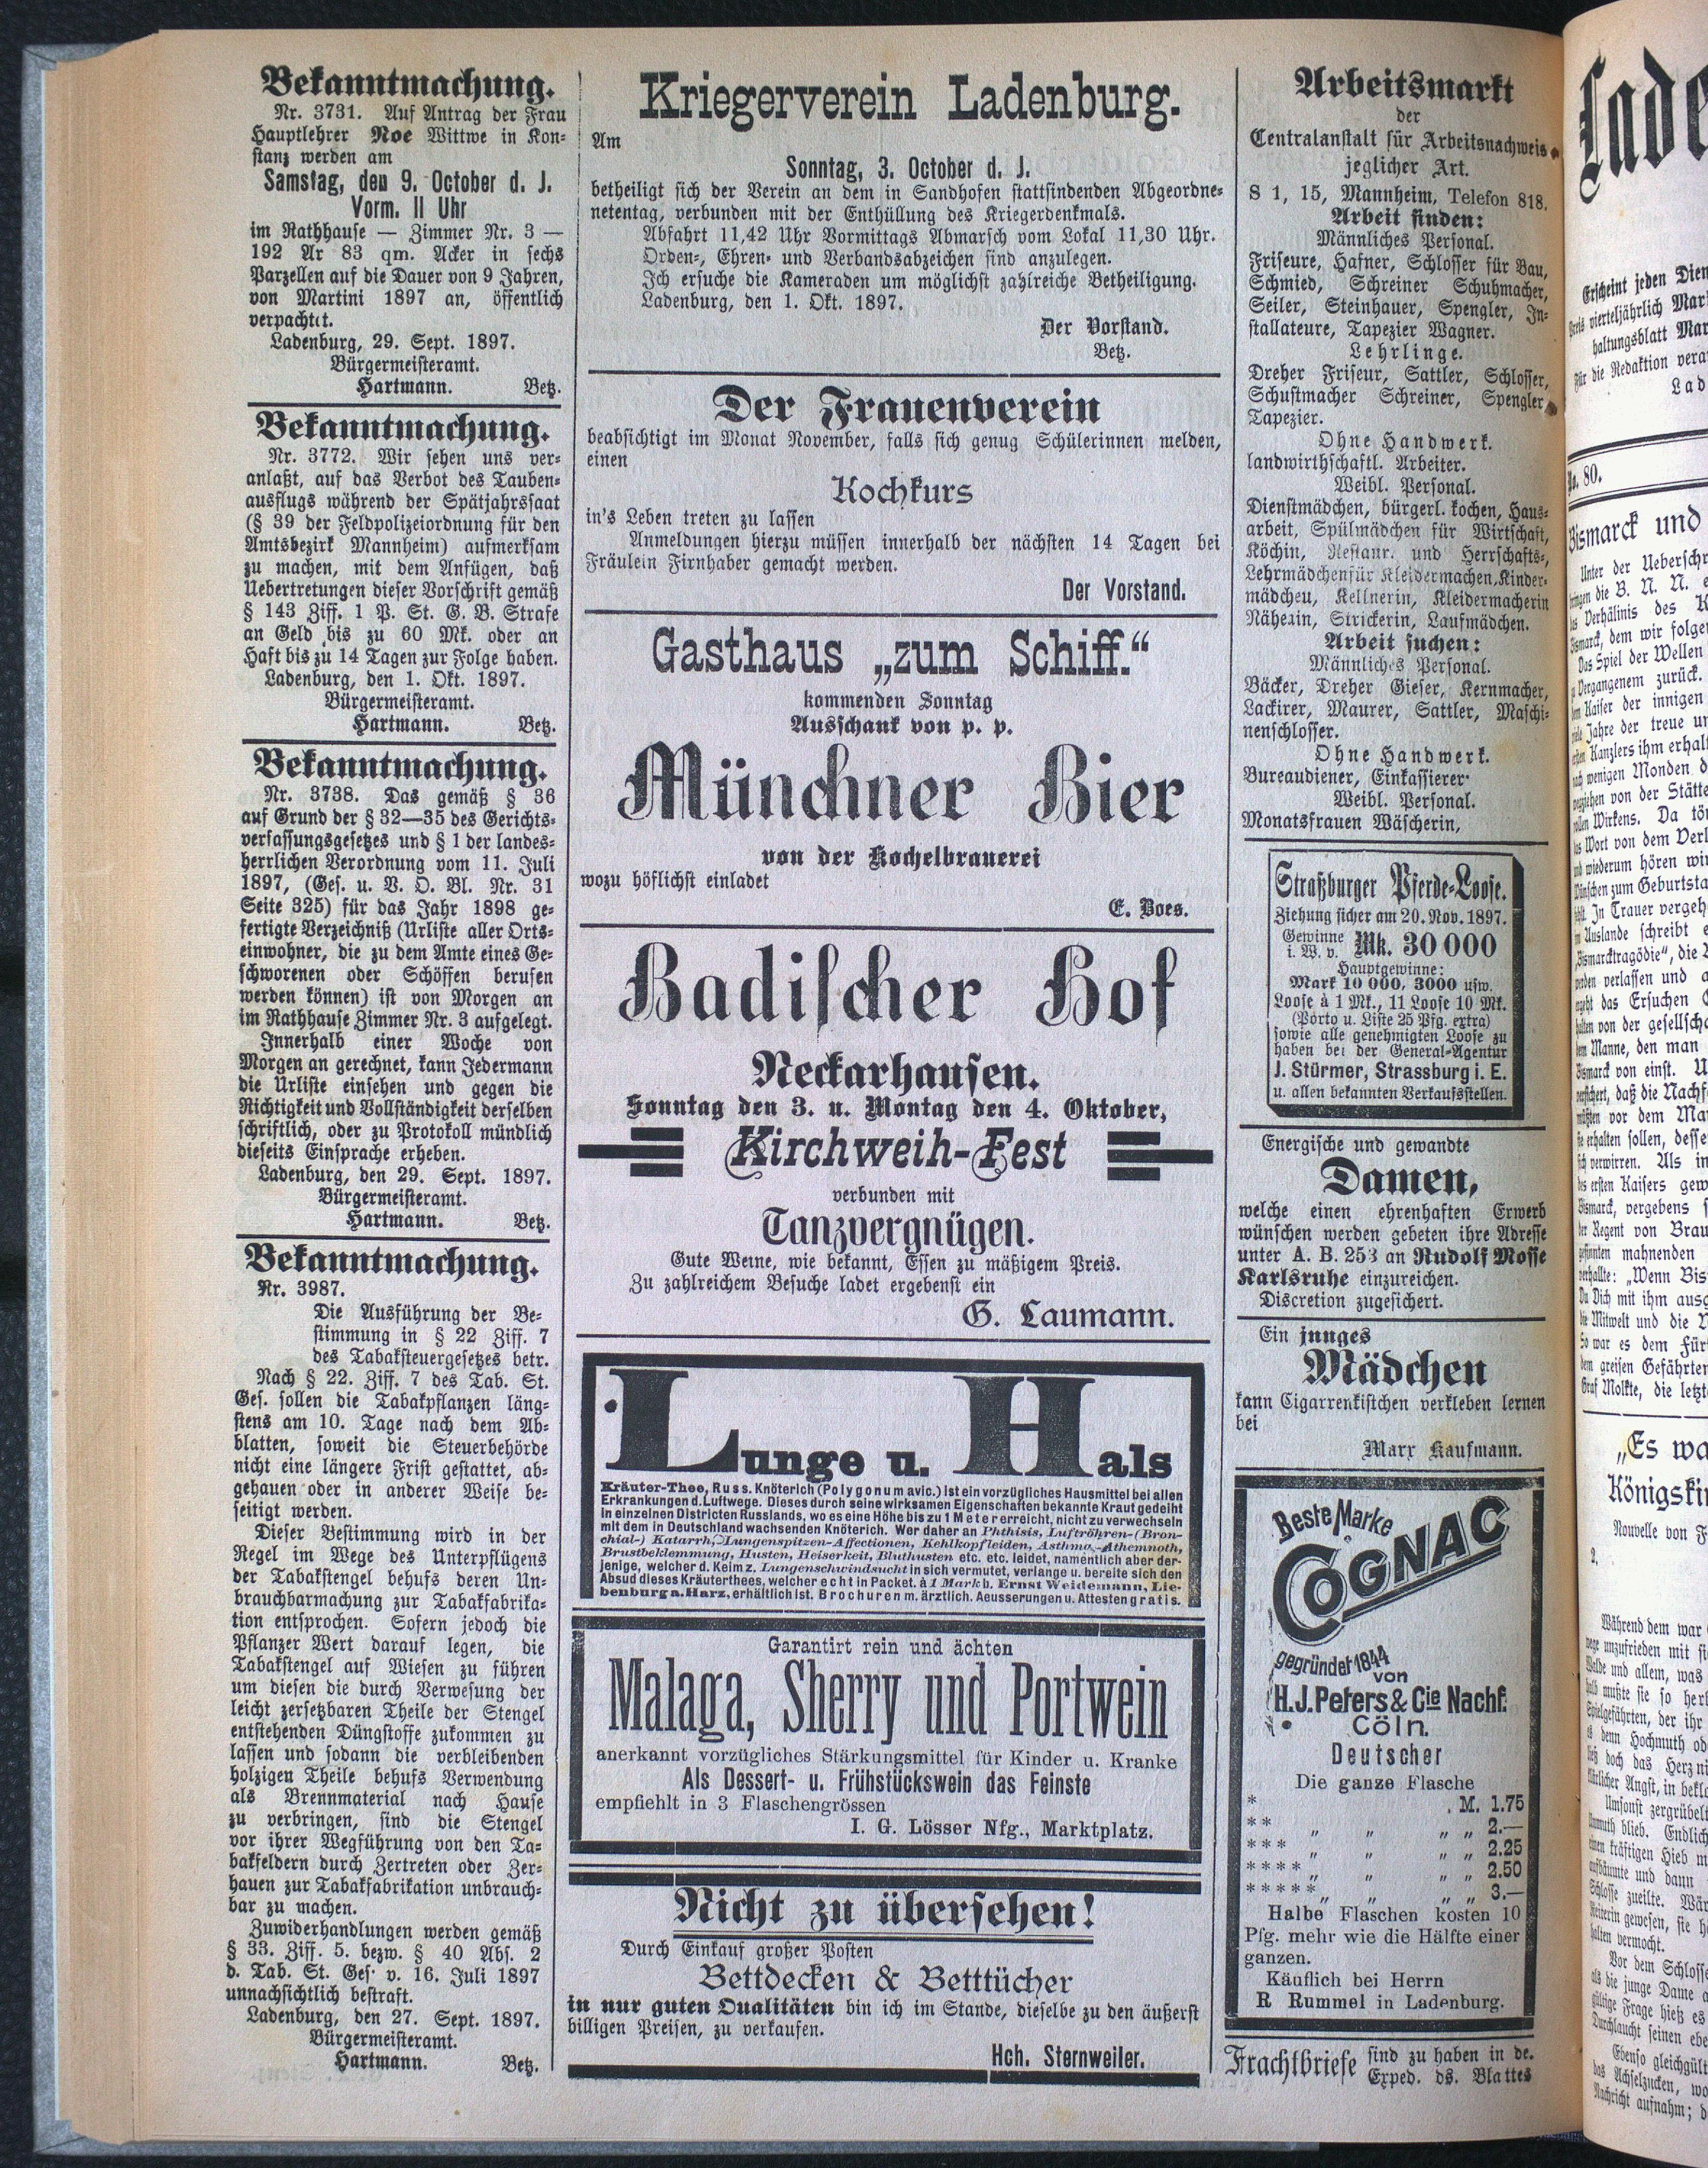 Bekanntmachung.
Nr. 3731. Auf Antrag der Frau
Hauptlehrer Noe Wittwe in Kon-
stanz werden am
Samstag, den 9. October d. J.
Vorm. 11 Uhr
im Rathhause — Zimmer Nr. 3 —
192 Ar 83 qm. Acker in sechs
Parzellen auf die Dauer von 9 Jahren,
von Martini 1897 an, öffentlich
verpachtet.
Ladenburg, 29. Sept. 1897.
Bürgermeisteramt.
Hartmann. Betz.
Bekanntmachung.
Nr. 3772. Wir sehen uns ver-
anlaßt, auf das Verbot des Tauben-
ausflugs während der Spätjahrssaat
(§ 39 der Feldpolizeiordnung für den
Amtsbezirk Mannheim) aufmerksam
zu machen, mit dem Anfügen, daß
Uebertretungen dieser Vorschrift gemäß
§ 143 Ziff. 1 P. St. G. B. Strafe
an Geld bis zu 60 Mk. oder an
Haft bis zu 14 Tagen zur Folge haben.
Ladenburg, den 1. Okt. 1897.
Bürgermeisteramt.
Hartmann. Betz.
Bekanntmachung.
Nr. 3738. Das gemäß § 36
auf Grund der § 32—35 des Gerichts-
verfassungsgesetzes und § 1 der landes-
herrlichen Verordnung vom 11. Juli
1897, (Ges. u. V. O. Bl. Nr. 31
Seite 325) für das Jahr 1898 ge-
fertigte Verzeichniß (Urliste aller Orts-
einwohner, die zu dem Amte eines Ge-
schworenen oder Schöffen berufen
werden können) ist von Morgen an
im Rathhause Zimmer Nr. 3 aufgelegt.
Innerhalb einer Woche von
Morgen an gerechnet, kann Jedermann
die Urliste einsehen und gegen die
Richtigkeit und Vollständigkeit derselben
schriftlich, oder zu Protokoll mündlich
dieseits Einsprache erheben.
Ladenburg, den 29. Sept. 1897.
Bürgermeisteramt.
Hartmann. Betz.
Bekanntmachung.
Nr. 3987.
Die Ausführung der Be-
stimmung in § 22 Ziff. 7
des Tabaksteuergesetzes betr.
Nach § 22. Ziff. 7 des Tab. St.
Ges. sollen die Tabakpflanzen läng-
stens am 10. Tage nach dem Ab-
blatten, soweit die Steuerbehörde
nicht eine längere Frist gestattet, ab-
gehauen oder in anderer Weise be-
seitigt werden.
Dieser Bestimmung wird in der
Regel im Wege des Unterpflügens
der Tabakstengel behufs deren Un-
brauchbarmachung zur Tabakfabrika-
tion entsprochen. Sofern jedoch die
Pflanzer Wert darauf legen, die
Tabakstengel auf Wiesen zu führen
um diesen die durch Verwesung der
leicht zersetzbaren Theile der Stengel
entstehenden Düngstoffe zukommen zu
lassen und sodann die verbleibenden
holzigen Theile behufs Verwendung
als Brennmaterial nach Hause
zu verbringen, sind die Stengel
vor ihrer Wegführung von den Ta-
bakfeldern durch Zertreten oder Zer-
hauen zur Tabakfabrikation unbrauch-
bar zu machen.
Zuwiderhandlungen werden gemäß
§ 33. Ziff. 5. bezw. § 40 Abs. 2
d. Tab. St. Ges. v. 16. Juli 1897
unnachsichtlich bestraft.
Ladenburg, den 27. Sept. 1897.
Bürgermeisteramt.
Hartmann. Betz.
Kriegerverein Ladenburg.
Am
Sonntag, 3. October d. J.
betheiligt sich der Verein an dem in Sandhofen stattfindenden Abgeordne-
netentag, verbunden mit der Enthüllung des Kriegerdenkmals.
Abfahrt 11,42 Uhr Vormittags Abmarsch vom Lokal 11,30 Uhr.
Orden-, Ehren- und Verbandsabzeichen sind anzulegen.
Ich ersuche die Kameraden um möglichst zahlreiche Betheiligung.
Ladenburg, den 1. Okt. 1897.
Der Vorstand.
Betz.
Der Frauenverein
beabsichtigt im Monat November, falls sich genug Schülerinnen melden,
einen
Kochkurs
in's Leben treten zu lassen
Anmeldungen hierzu müssen innerhalb der nächsten 14 Tagen bei
Fräulein Firnhaber gemacht werden.
Der Vorstand.
Gasthaus „zum Schiff.“
kommenden Sonntag
Ausschank von p. p.
Münchner Bier
von der Kochelbrauerei
wozu höflichst einladet
E. Boes.
Badischer Hof
Neckarhausen.
Sonntag den 3. u. Montag den 4. Oktober,
Kirchweih-Fest
verbunden mit
Tanzvergnügen.
Gute Weine, wie bekannt, Essen zu mäßigem Preis.
Zu zahlreichem Besuche ladet ergebenst ein
G. Laumann.
Lunge u. Hals
Kräuter-Thee, Russ. Knöterich (Polygonum avic.) ist ein vorzügliches Hausmittel bei allen
Erkrankungen d. Luftwege. Dieses durch seine wirksamen Eigenschaften bekannte Kraut gedeiht
in einzelnen Districten Russlands, wo es eine Höhe bis zu 1 Meter erreicht, nicht zu verwechseln
mit dem in Deutschland wachsenden Knöterich. Wer daher an Phthisis, Luftröhren-(Bron-
chial-) Katarrh, Lungenspitzen-Affectionen, Kehlkopfleiden, Asthma, Athemnoth,
Brustbeklemmung, Husten, Heiserkeit, Bluthusten etc. etc. leidet, namentlich aber der-
jenige, welcher d. Keim z. Lungenschwindsucht in sich vermutet, verlange u. bereite sich den
Absud dieses Kräuterthees, welcher echt in Packet. à 1 Mark b. Ernst Weidemann, Lie-
benburg a. Harz, erhältlich ist. Brochuren m. ärztlich. Aeusserungen u. Attesten gratis.
Garantirt rein und ächten
Malaga, Sherry und Portwein
anerkannt vorzügliches Stärkungsmittel für Kinder u. Kranke
Als Dessert- u. Frühstückswein das Feinste
empfiehlt in 3 Flaschengrössen
I. G. Lösser Nfg., Marktplatz.
Nicht zu übersehen!
Durch Einkauf großer Posten
Bettdecken & Betttücher
in nur guten Qualitäten bin ich im Stande, dieselbe zu den äußerst
billigen Preisen, zu verkaufen.
Hch. Sternweiler.
Arbeitsmarkt
der
Centralanstalt für Arbeitsnachweis
jeglicher Art.
S 1, 15, Mannheim, Telefon 818.
Arbeit finden:
Männliches Personal.
Friseure, Hafner, Schlosser für Bau,
Schmied, Schreiner Schuhmacher,
Seiler, Steinhauer, Spengler, In-
stallateure, Tapezier Wagner.
Lehrlinge.
Dreher Friseur, Sattler, Schlosser,
Schustmacher Schreiner, Spengler
Tapezier.
Ohne Handwerk.
landwirthschaftl. Arbeiter.
Weibl. Personal.
Dienstmädchen, bürgerl. kochen, Haus-
arbeit, Spülmädchen für Wirtschaft,
Köchin, Restaur. und Herrschafts-,
Lehrmädchen für Kleidermachen, Kinder-
mädchen, Kellnerin, Kleidermacherin
Näherin, Strickerin, Laufmädchen.
Arbeit suchen:
Männliches Personal.
Bäcker, Dreher Gieser, Kernmacher,
Lackirer, Maurer, Sattler, Maschi-
nenschlosser.
Ohne Handwerk.
Bureaudiener, Einkassierer
Weibl. Personal.
Monatsfrauen Wäscherin,
Straßburger Pferde-Loose.
Ziehung sicher am 20. Nov. 1897.
Gewinne i. W. v. Mk. 30000
Hauptgewinne:
Mark 10 000, 3000 usw.
Loose à 1 Mk., 11 Loose 10 Mk.
(Porto u. Liste 25 Pfg. extra)
sowie alle genehmigten Loose zu
haben bei der General-Agentur
J. Stürmer, Strassburg i. E.
u. allen bekannten Verkaufsstellen.
Energische und gewandte
Damen,
welche einen ehrenhaften Erwerb
wünschen werden gebeten ihre Adresse
unter A. B. 253 an Rudolf Mosse
Karlsruhe einzureichen.
Discretion zugesichert.
Ein junges
Mädchen
kann Cigarrenkistchen verkleben lernen
bei
Marx Kaufmann.
Beste Marke
COGNAC
gegründet 1844
von
H. J. Peters & Cie Nachf.
Cöln.
Deutscher
Die ganze Flasche
* . M. 1.75
** „ „ „ „ 2.—
*** „ „ „ „ 2.25
**** „ „ „ „ 2.50
***** „ „ „ „ 3.—
Halbe Flaschen kosten 10
Pfg. mehr wie die Hälfte einer
ganzen.
Käuflich bei Herrn
R Rummel in Ladenburg.
Frachtbriefe sind zu haben in de.
Exped. ds. Blattes
Lade
Erscheint jeden Dien
Preis vierteljährlich Mar
haltungsblatt Mar
Für die Redaktion vera
Lad
No. 80.
Bismarck und
Unter der Ueberschr
bringen die B. N. N.
„Es wa
Königski
Novelle von F
2.